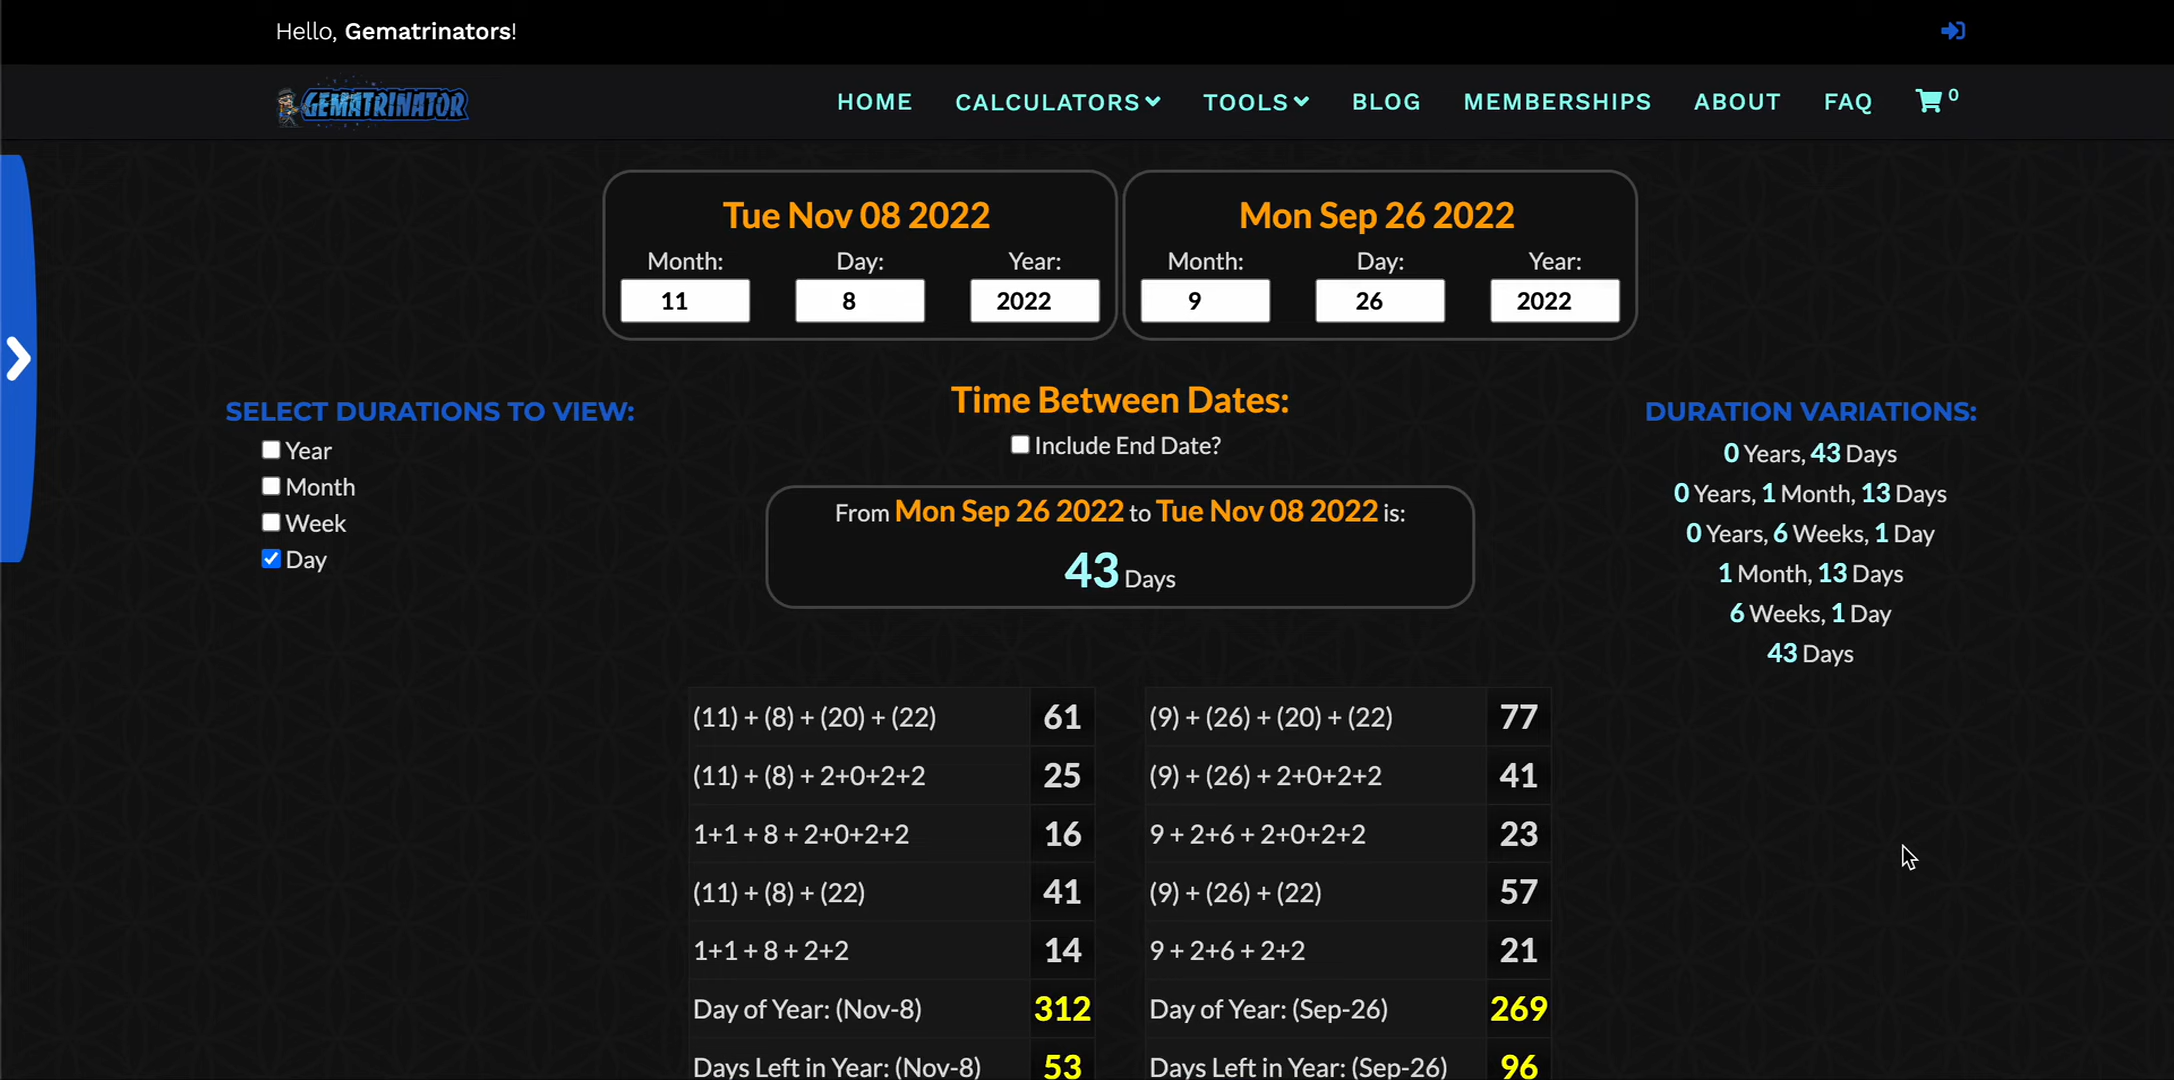 Hello, Gematrinators!
GEMATRINATOR
HOME CALCULATORS TOOLS BLOG MEMBERSHIPS ABOUT FAQ 0
Tue Nov 08 2022
Month: Day: Year:
11 8 2022
Mon Sep 26 2022
Month: Day: Year:
9 26 2022
SELECT DURATIONS TO VIEW:
Year
Month
Week
Day
Time Between Dates:
Include End Date?
From Mon Sep 26 2022 to Tue Nov 08 2022 is:
43 Days
DURATION VARIATIONS:
0 Years, 43 Days
0 Years, 1 Month, 13 Days
0 Years, 6 Weeks, 1 Day
1 Month, 13 Days
6 Weeks, 1 Day
43 Days
(11) + (8) + (20) + (22) 61
(11) + (8) + 2+0+2+2 25
1+1 + 8 + 2+0+2+2 16
(11) + (8) + (22) 41
1+1 + 8 + 2+2 14
Day of Year: (Nov-8) 312
Days Left in Year: (Nov-8) 53
(9) + (26) + (20) + (22) 77
(9) + (26) + 2+0+2+2 41
9 + 2+6 + 2+0+2+2 23
(9) + (26) + (22) 57
9 + 2+6 + 2+2 21
Day of Year: (Sep-26) 269
Days Left in Year: (Sep-26) 96